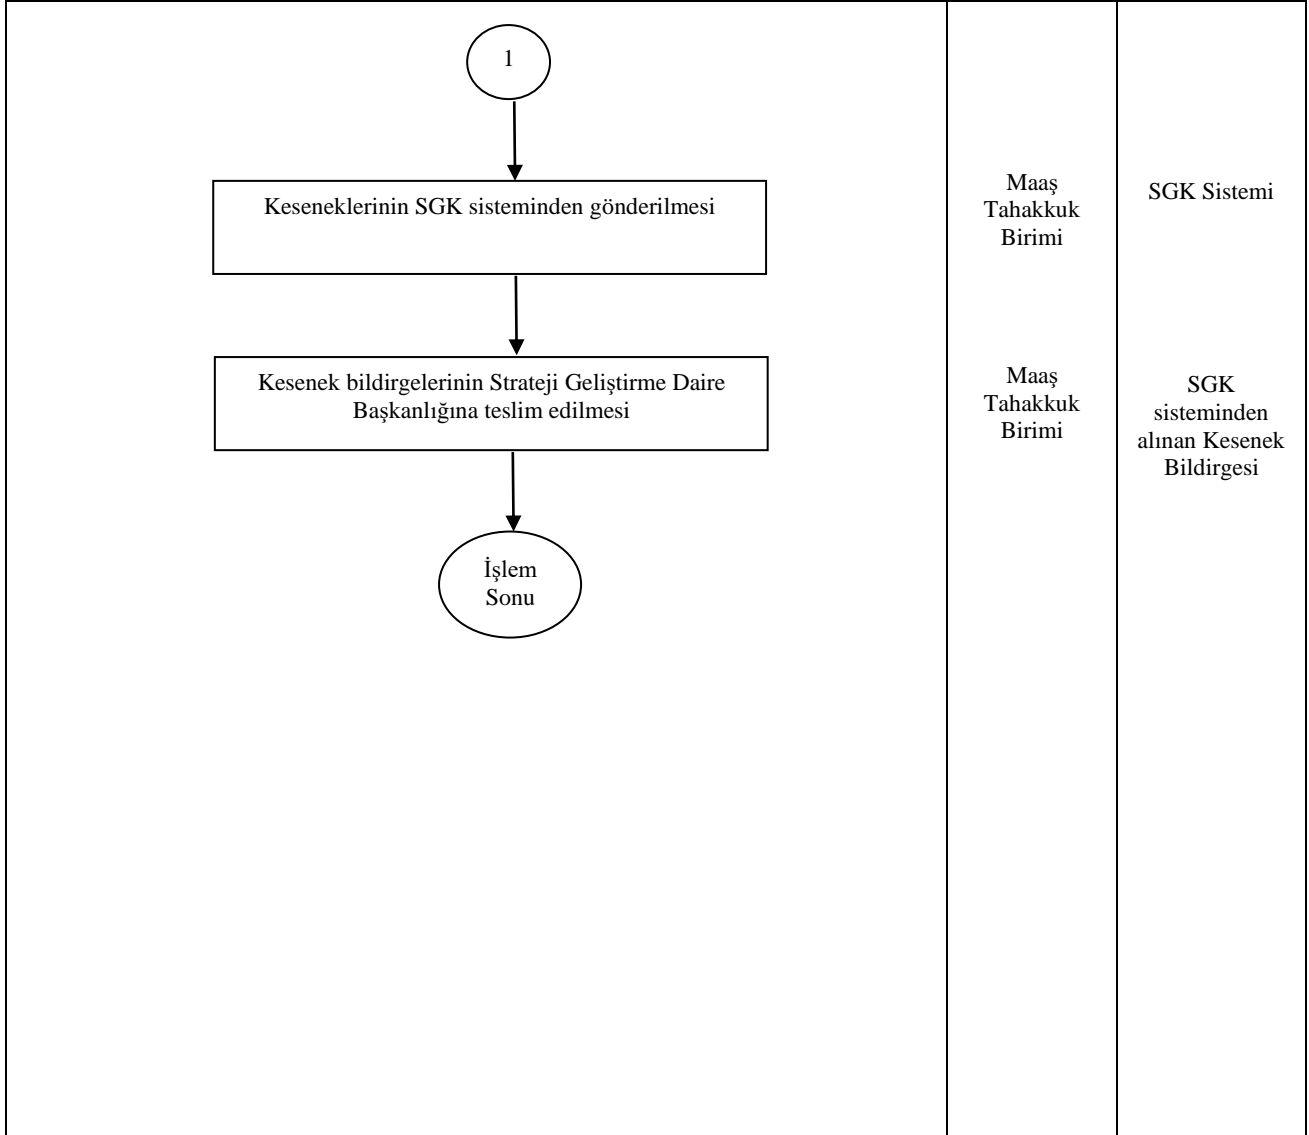 1
Keseneklerinin SGK sisteminden gönderilmesi
Maaş
Tahakkuk
Birimi
SGK Sistemi
Kesenek bildirgelerinin Strateji Geliştirme Daire
Başkanlığına teslim edilmesi
Maaş
Tahakkuk
Birimi
SGK
sisteminden
alınan Kesenek
Bildirgesi
İşlem
Sonu